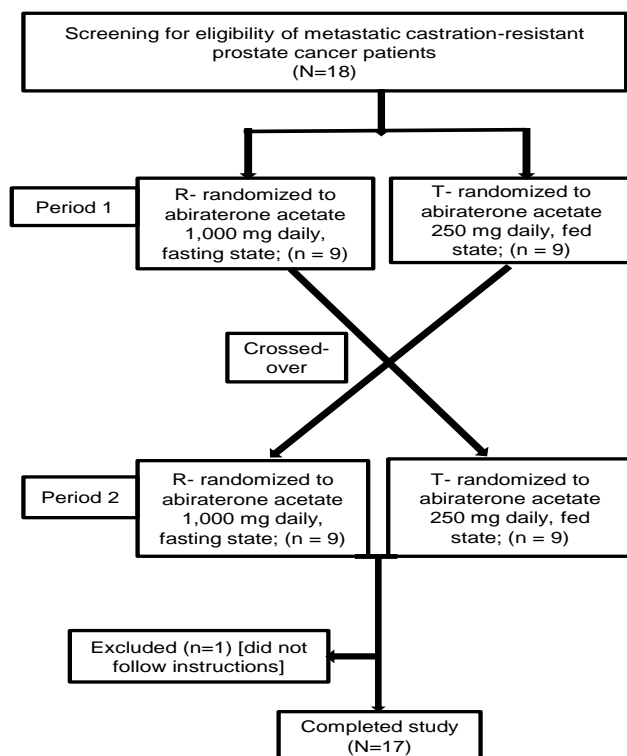 Screening for eligibility of metastatic castration-resistant
prostate cancer patients
(N=18)
Period 1
R- randomized to
abiraterone acetate
1,000 mg daily,
fasting state; (n = 9)
T- randomized to
abiraterone acetate
250 mg daily, fed
state; (n = 9)
Crossed-
over
Period 2
R- randomized to
abiraterone acetate
1,000 mg daily,
fasting state; (n = 9)
T- randomized to
abiraterone acetate
250 mg daily, fed
state; (n = 9)
Excluded (n=1) [did not
follow instructions]
Completed study
(N=17)